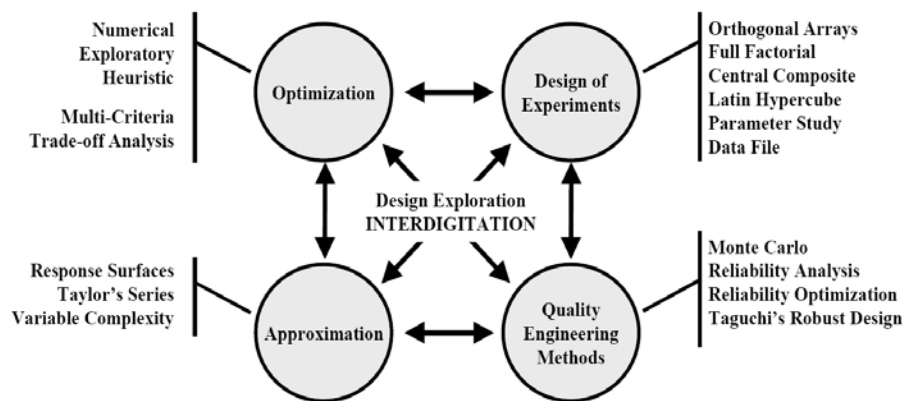 Numerical
Exploratory
Heuristic
Multi-Criteria
Trade-off Analysis
Optimization
Design of
Experiments
Orthogonal Arrays
Full Factorial
Central Composite
Latin Hypercube
Parameter Study
Data File
Design Exploration
INTERDIGITATION
Response Surfaces
Taylor's Series
Variable Complexity
Approximation
Quality
Engineering
Methods
Monte Carlo
Reliability Analysis
Reliability Optimization
Taguchi's Robust Design